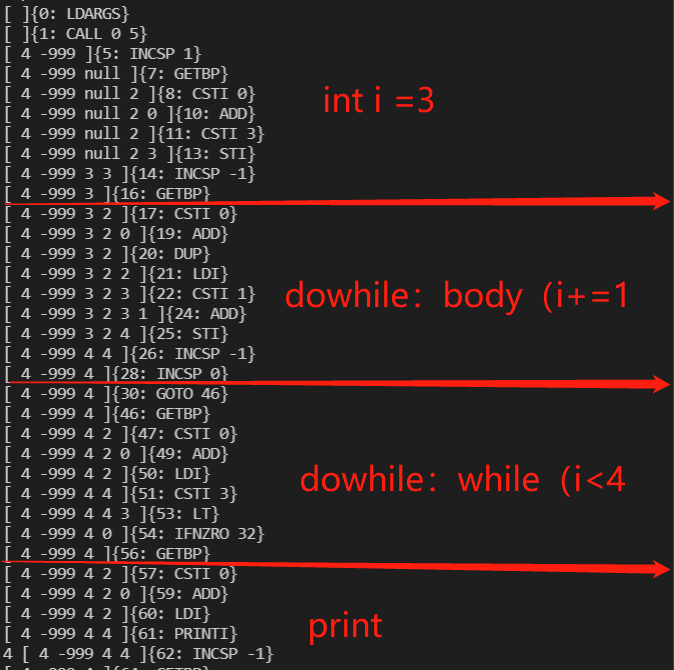 [ ]{0: LDARGS}
[ ]{1: CALL 0 5}
[ 4 -999 ]{5: INCSP 1}
[ 4 -999 null ]{7: GETBP}
[ 4 -999 null 2 ]{8: CSTI 0}
[ 4 -999 null 2 0 ]{10: ADD}
[ 4 -999 null 2 ]{11: CSTI 3}
[ 4 -999 null 2 3 ]{13: STI}
[ 4 -999 3 3 ]{14: INCSP -1}
[ 4 -999 3 ]{16: GETBP}
[ 4 -999 3 2 ]{17: CSTI 0}
[ 4 -999 3 2 0 ]{19: ADD}
[ 4 -999 3 2 ]{20: DUP}
[ 4 -999 3 2 2 ]{21: LDI}
[ 4 -999 3 2 3 ]{22: CSTI 1}
[ 4 -999 3 2 3 1 ]{24: ADD}
[ 4 -999 3 2 4 ]{25: STI}
[ 4 -999 4 4 ]{26: INCSP -1}
[ 4 -999 4 ]{28: INCSP 0}
[ 4 -999 4 ]{30: GOTO 46}
[ 4 -999 4 ]{46: GETBP}
[ 4 -999 4 2 ]{47: CSTI 0}
[ 4 -999 4 2 0 ]{49: ADD}
[ 4 -999 4 2 ]{50: LDI}
[ 4 -999 4 4 ]{51: CSTI 3}
[ 4 -999 4 4 3 ]{53: LT}
[ 4 -999 4 0 ]{54: IFNZRO 32}
[ 4 -999 4 ]{56: GETBP}
[ 4 -999 4 2 ]{57: CSTI 0}
[ 4 -999 4 2 0 ]{59: ADD}
[ 4 -999 4 2 ]{60: LDI}
[ 4 -999 4 4 ]{61: PRINTI}
4 [ 4 -999 4 4 ]{62: INCSP -1}
int i =3
dowhile：body（i+=1
dowhile：while（i<4
print